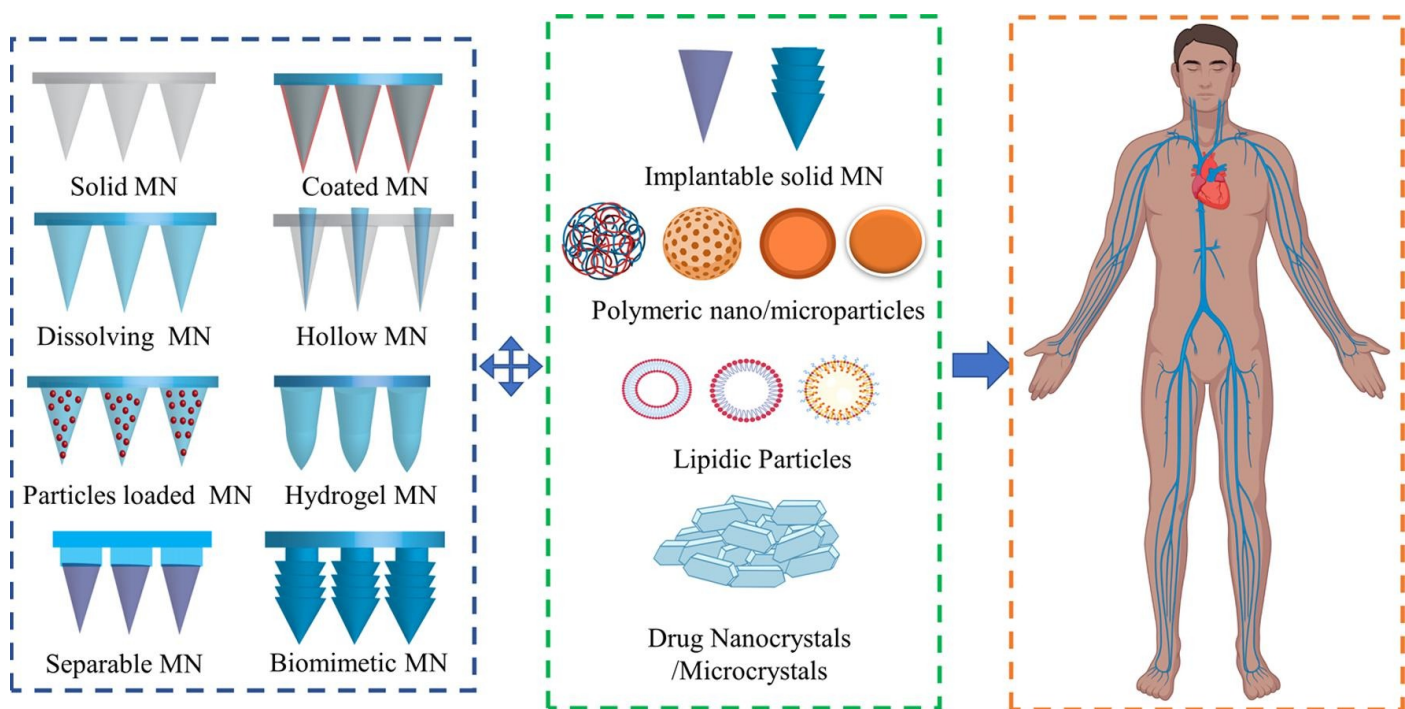 Solid MN
Coated MN
Dissolving MN
Hollow MN
Particles loaded MN
Hydrogel MN
Separable MN
Biomimetic MN
Implantable solid MN
Polymeric nano/microparticles
Lipidic Particles
Drug Nanocrystals
/Microcrystals